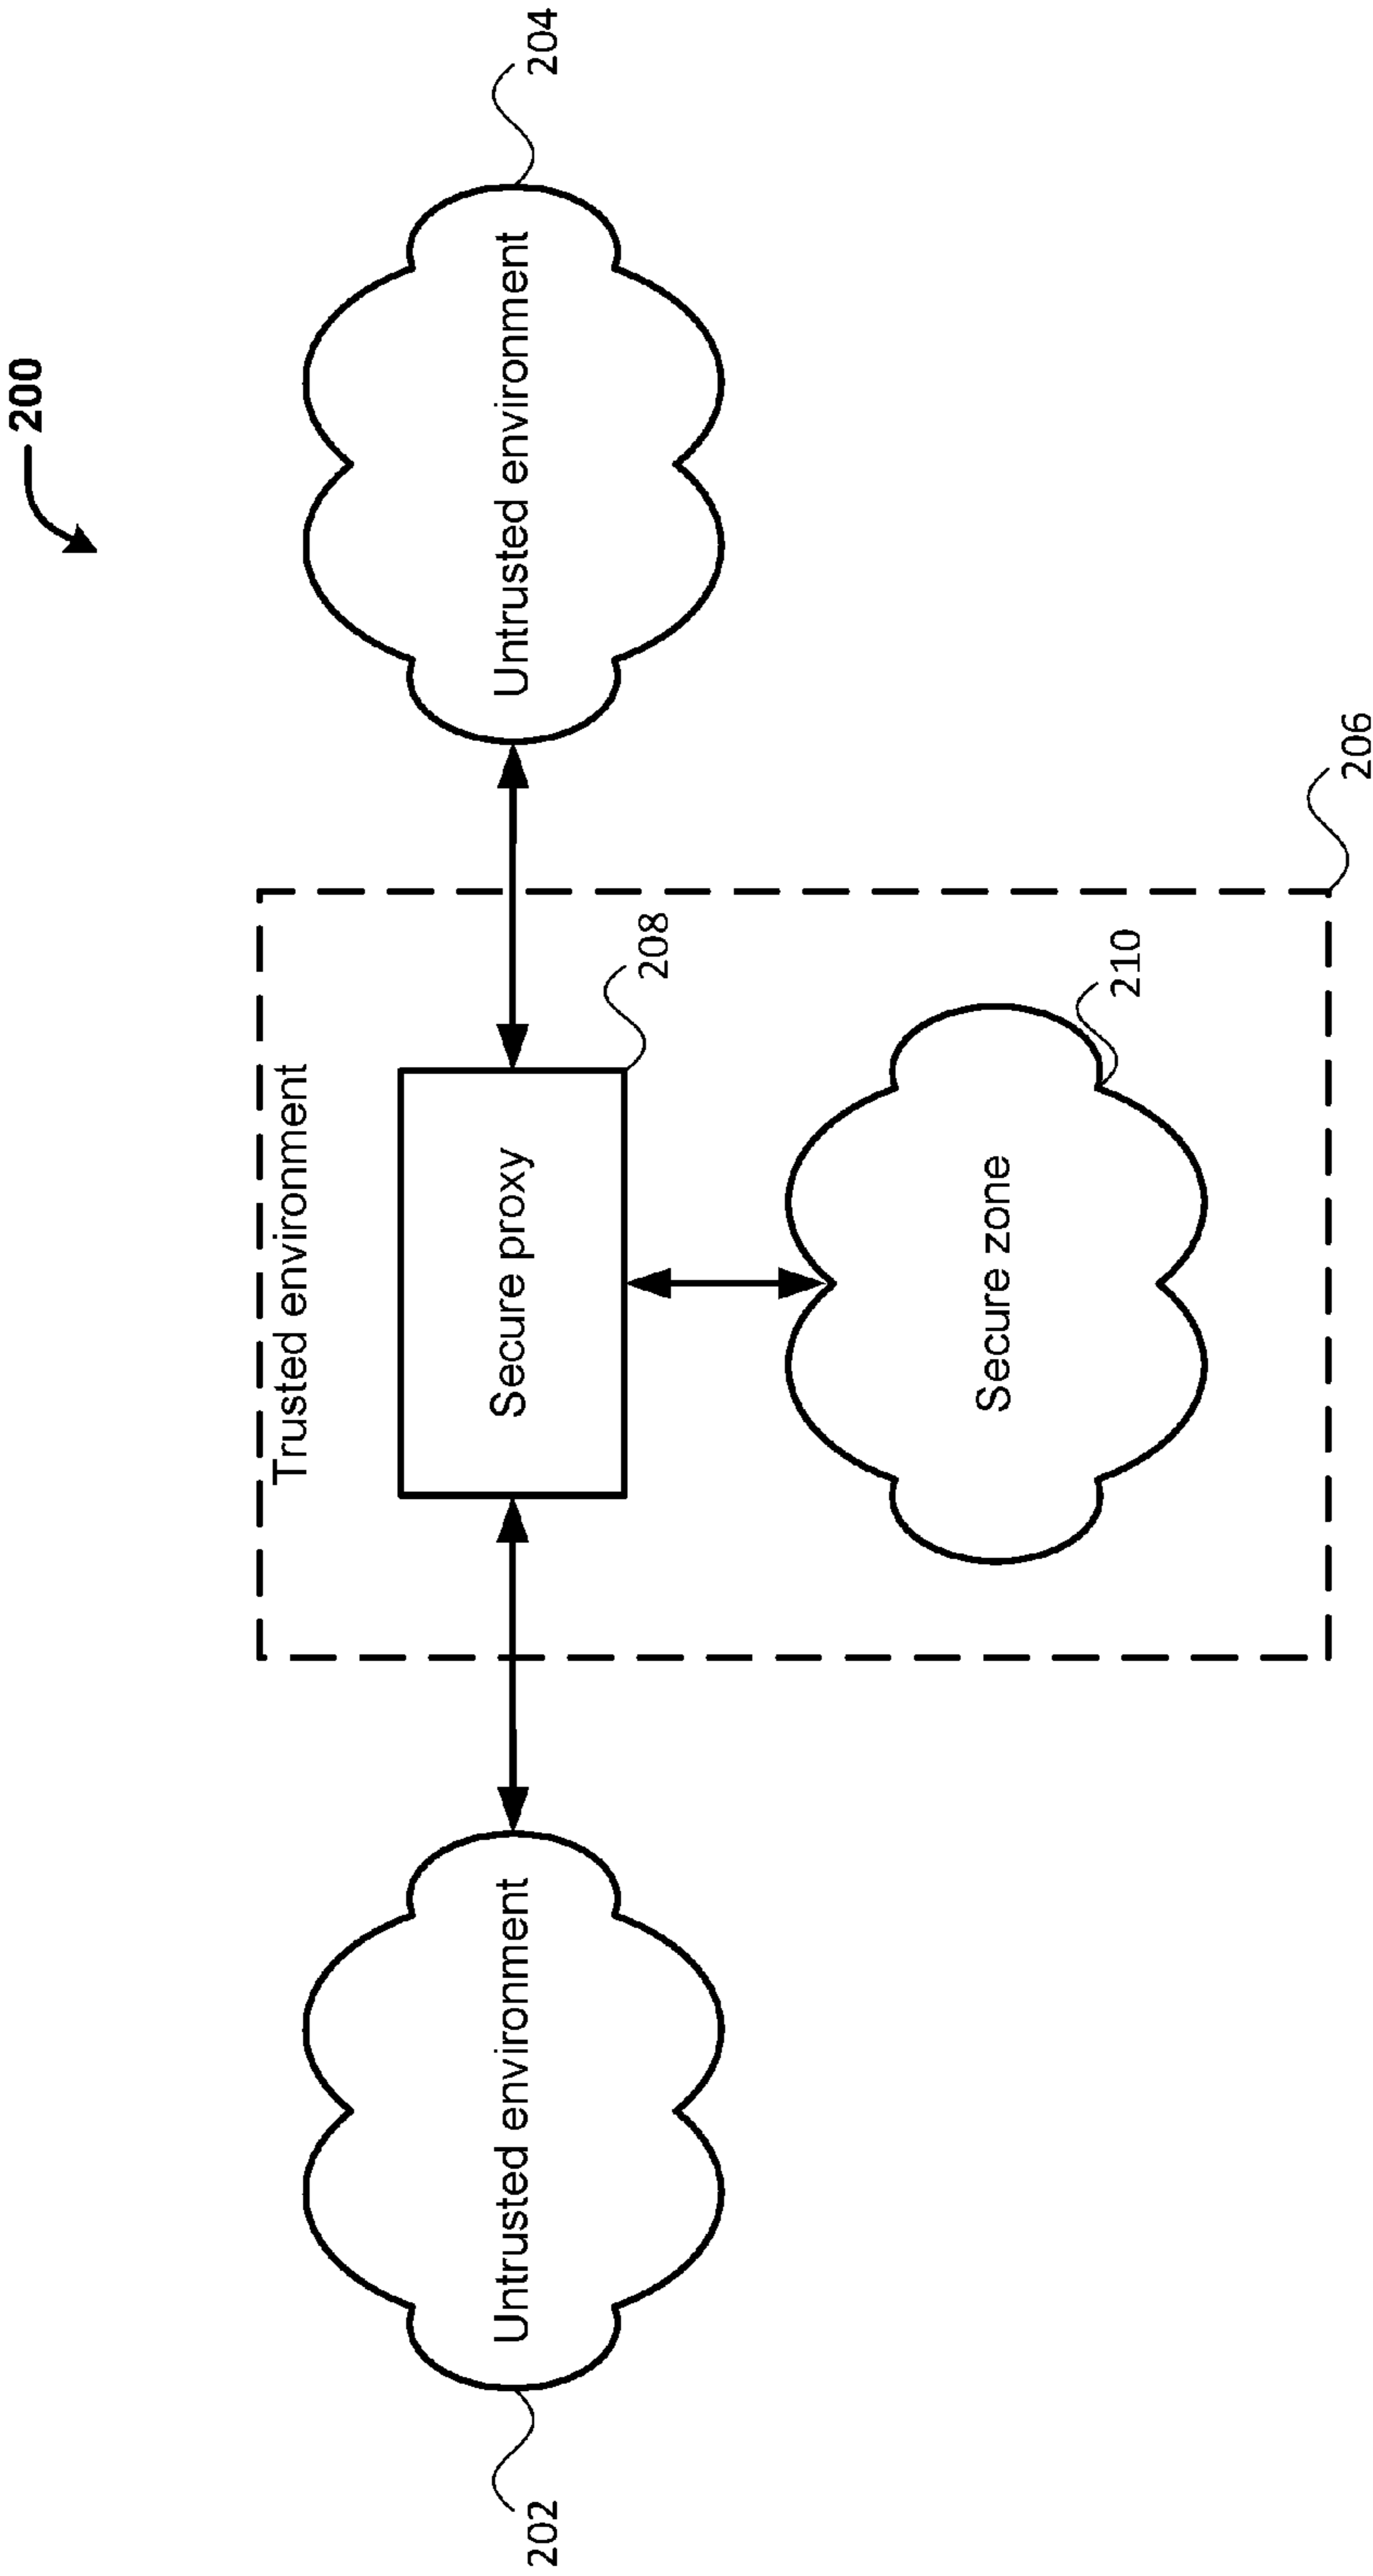 200
Trusted environment
Untrusted environment
Secure proxy
Untrusted environment
202
208
204
Secure zone
210
206